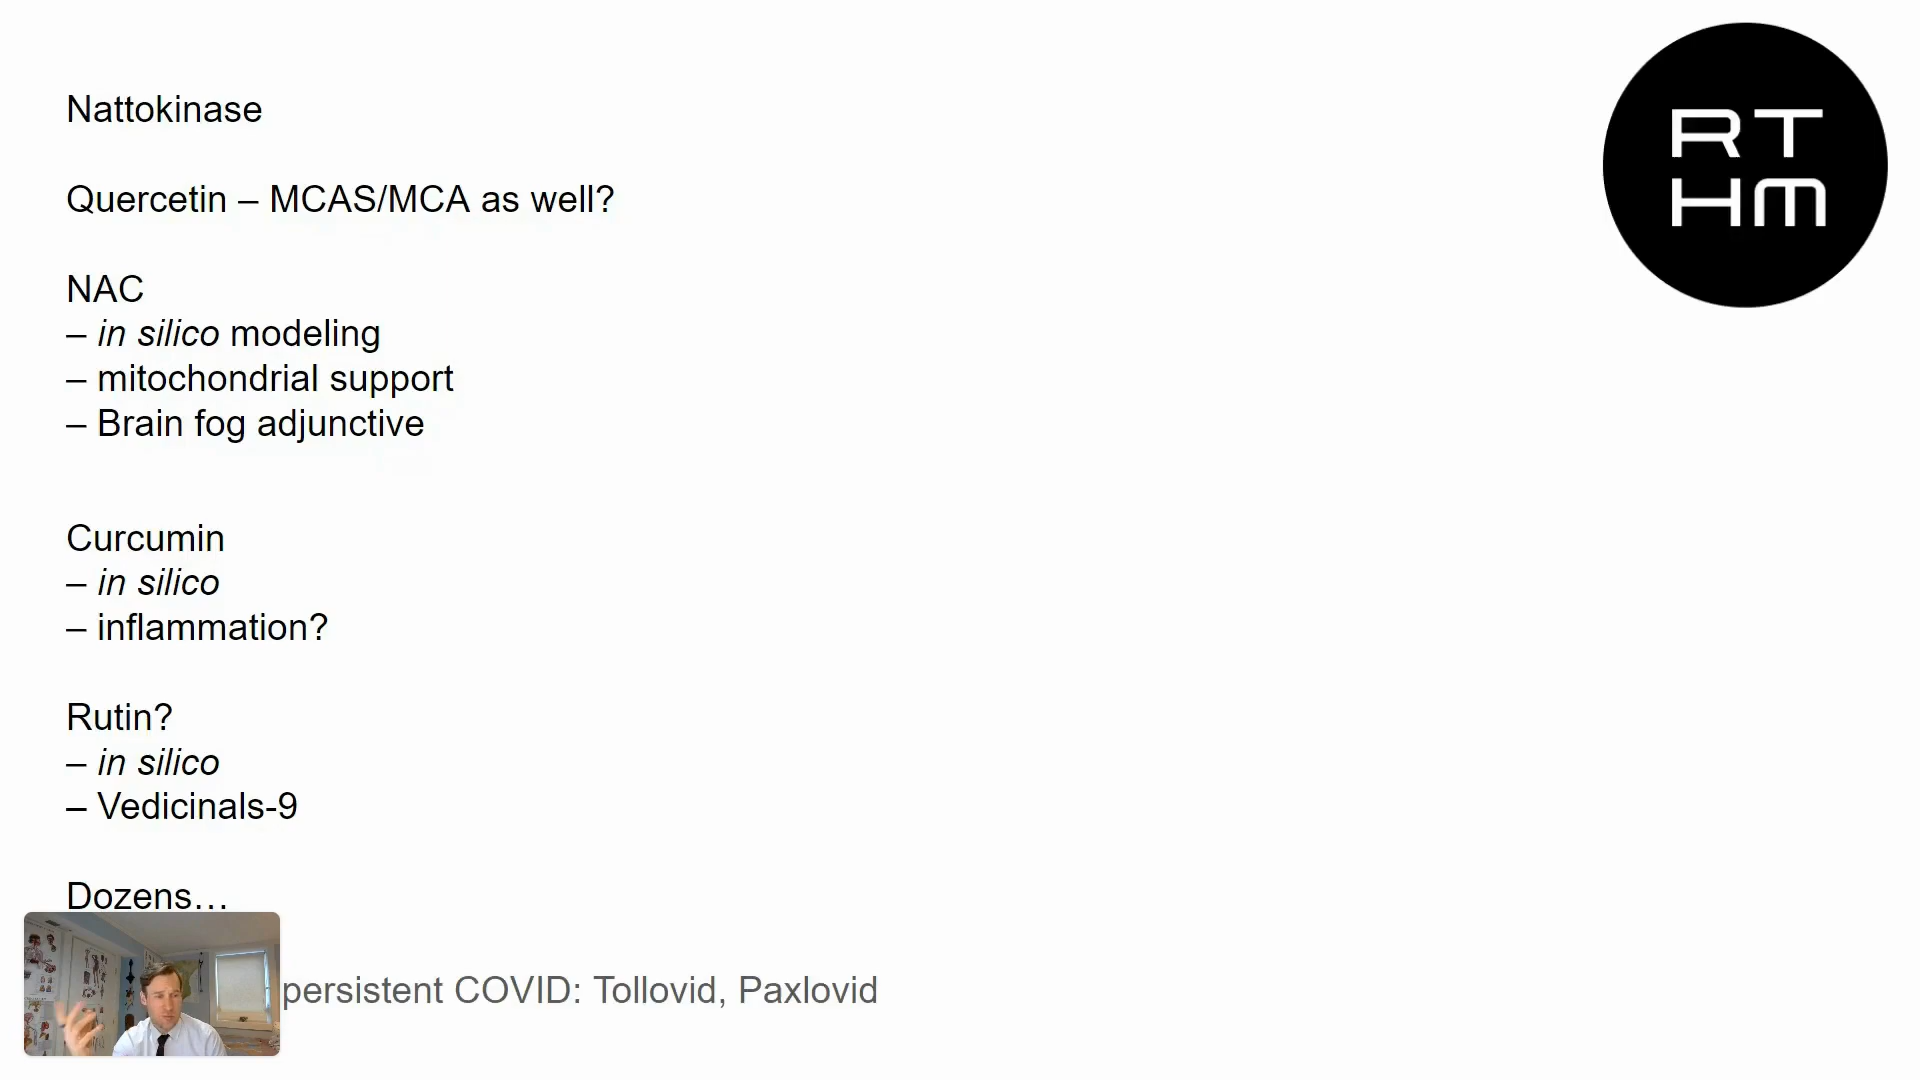 Nattokinase
Quercetin – MCAS/MCA as well?
NAC
– in silico modeling
– mitochondrial support
– Brain fog adjunctive
Curcumin
– in silico
– inflammation?
Rutin?
– in silico
– Vedicinals-9
Dozens…
persistent COVID: Tollovid, Paxlovid
RT
HM